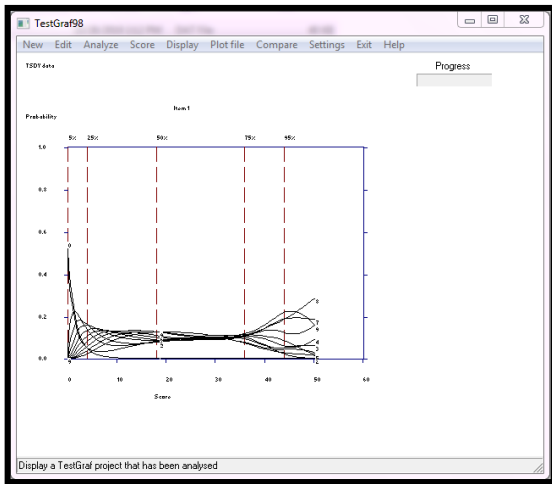 TestGraf98
New Edit Analyze Score Display Plot file Compare Settings Exit Help
TSDY data
Progress
Item 1
Probability
5% 25% 50% 75% 95%
1.0
0.8
0.6
0.4
0.2
0.0
0 10 20 30 40 50 60
Score
Display a TestGraf project that has been analysed